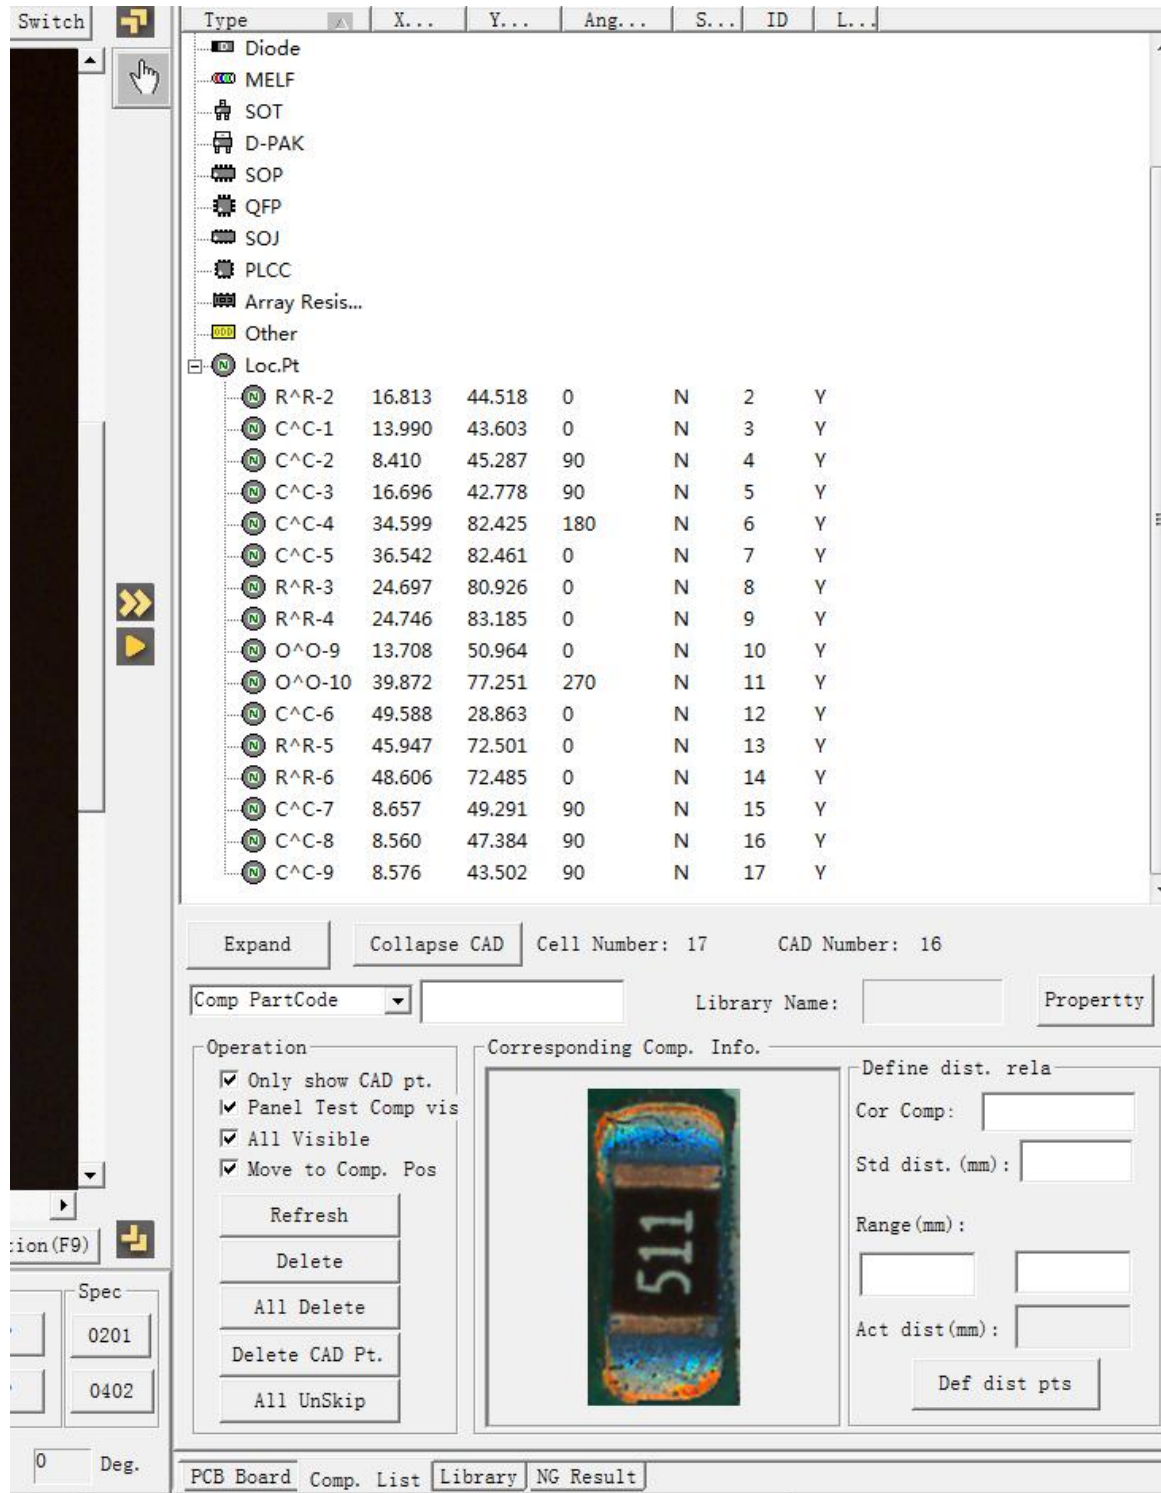 Switch
Type X... Y... Ang... S... ID L...
Diode
MELF
SOT
D-PAK
SOP
QFP
SOJ
PLCC
Array Resis...
Other
Loc.Pt
R^R-2 16.813 44.518 0 N 2 Y
C^C-1 13.990 43.603 0 N 3 Y
C^C-2 8.410 45.287 90 N 4 Y
C^C-3 16.696 42.778 90 N 5 Y
C^C-4 34.599 82.425 180 N 6 Y
C^C-5 36.542 82.461 0 N 7 Y
R^R-3 24.697 80.926 0 N 8 Y
R^R-4 24.746 83.185 0 N 9 Y
O^O-9 13.708 50.964 0 N 10 Y
O^O-10 39.872 77.251 270 N 11 Y
C^C-6 49.588 28.863 0 N 12 Y
R^R-5 45.947 72.501 0 N 13 Y
R^R-6 48.606 72.485 0 N 14 Y
C^C-7 8.657 49.291 90 N 15 Y
C^C-8 8.560 47.384 90 N 16 Y
C^C-9 8.576 43.502 90 N 17 Y
Expand Collapse CAD Cell Number: 17 CAD Number: 16
Comp PartCode Library Name: Propertty
Operation
Only show CAD pt.
Panel Test Comp vis
All Visible
Move to Comp. Pos
Refresh
Delete
All Delete
Delete CAD Pt.
All UnSkip
Corresponding Comp. Info.
511
Define dist. rela
Cor Comp:
Std dist.(mm):
Range(mm):
Act dist(mm):
Def dist pts
tion(F9)
Spec
0201
0402
0 Deg.
PCB Board Comp. List Library NG Result